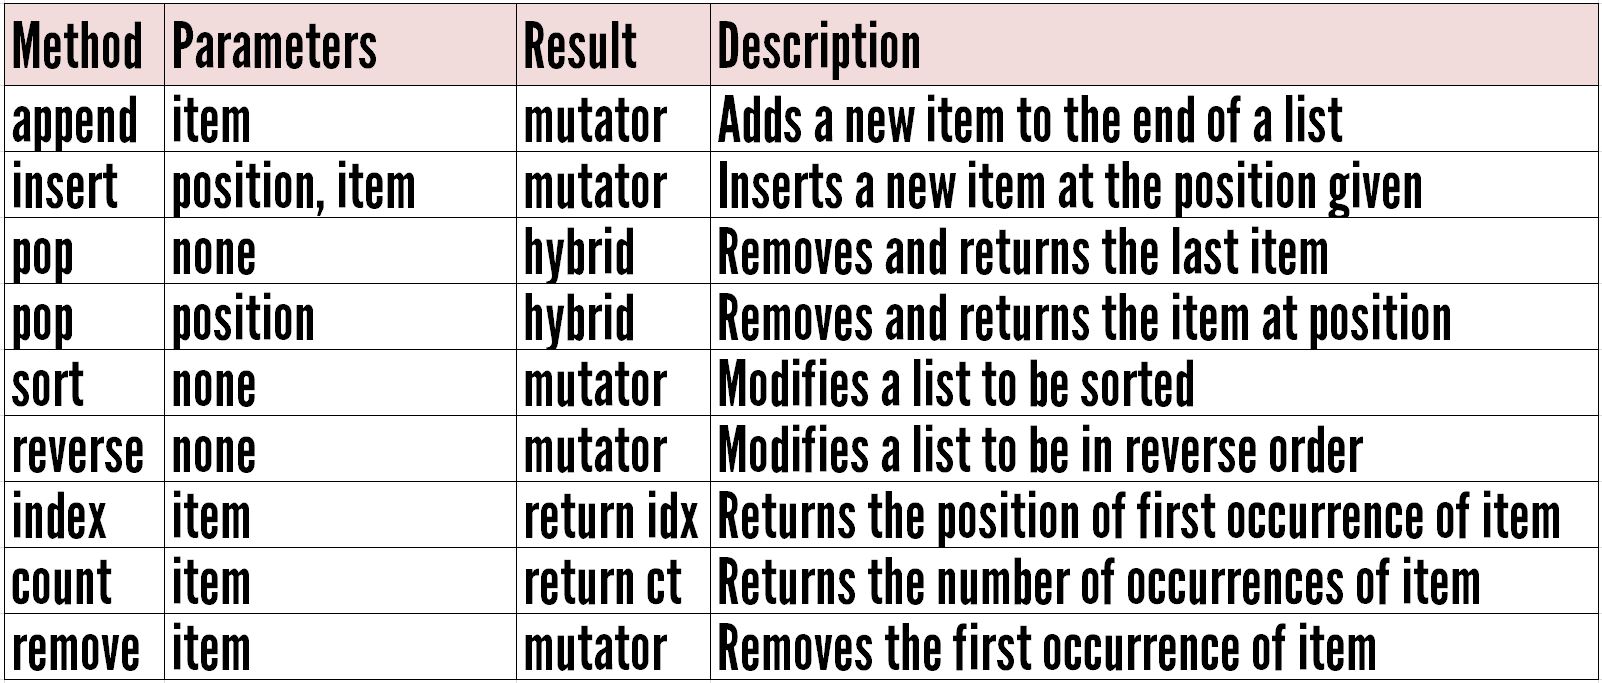 Method Parameters Result Description
append item mutator Adds a new item to the end of a list
insert position, item mutator Inserts a new item at the position given
pop none hybrid Removes and returns the last item
pop position hybrid Removes and returns the item at position
sort none mutator Modifies a list to be sorted
reverse none mutator Modifies a list to be in reverse order
index item return idx Returns the position of first occurrence of item
count item return ct Returns the number of occurrences of item
remove item mutator Removes the first occurrence of item